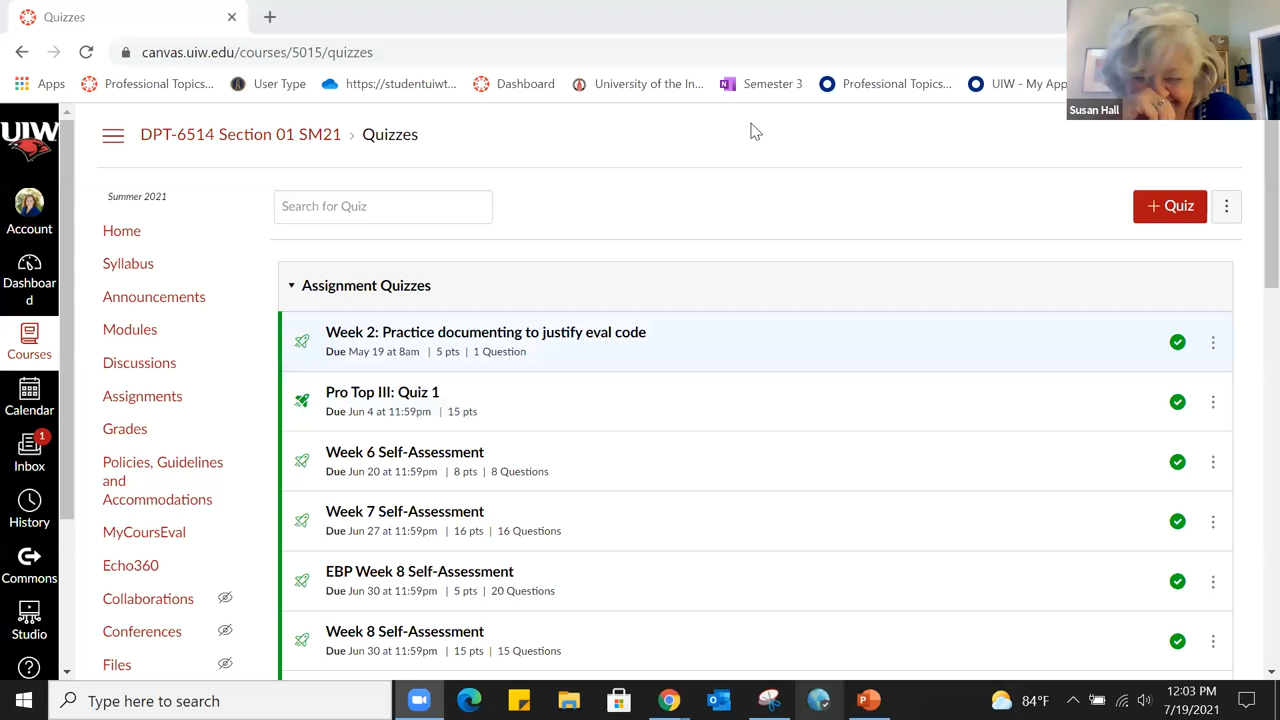 Quizzes
canvas.uiw.edu/courses/5015/quizzes
Apps
Professional Topics...
User Type
https://studentuiwt...
Dashboard
University of the In...
Semester 3
Professional Topics...
UIW - My App
Susan Hall
UIW
DPT-6514 Section 01 SM21 › Quizzes
Account
Dashboar
d
Courses
Calendar
1
Inbox
History
Commons
Studio
Summer 2021
Home
Syllabus
Announcements
Modules
Discussions
Assignments
Grades
Policies, Guidelines
and
Accommodations
MyCoursEval
Echo360
Collaborations
Conferences
Files
Search for Quiz
+ Quiz
Assignment Quizzes
Week 2: Practice documenting to justify eval code
Due May 19 at 8am | 5 pts | 1 Question
Pro Top III: Quiz 1
Due Jun 4 at 11:59pm | 15 pts
Week 6 Self-Assessment
Due Jun 20 at 11:59pm | 8 pts | 8 Questions
Week 7 Self-Assessment
Due Jun 27 at 11:59pm | 16 pts | 16 Questions
EBP Week 8 Self-Assessment
Due Jun 30 at 11:59pm | 5 pts | 20 Questions
Week 8 Self-Assessment
Due Jun 30 at 11:59pm | 15 pts | 15 Questions
Type here to search
84°F
12:03 PM
7/19/2021